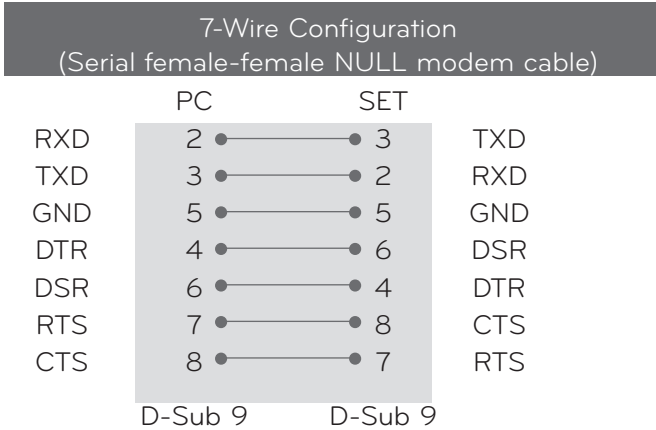 7-Wire Configuration
(Serial female-female NULL modem cable)
PC SET
RXD 2 3 TXD
TXD 3 2 RXD
GND 5 5 GND
DTR 4 6 DSR
DSR 6 4 DTR
RTS 7 8 CTS
CTS 8 7 RTS
D-Sub 9 D-Sub 9